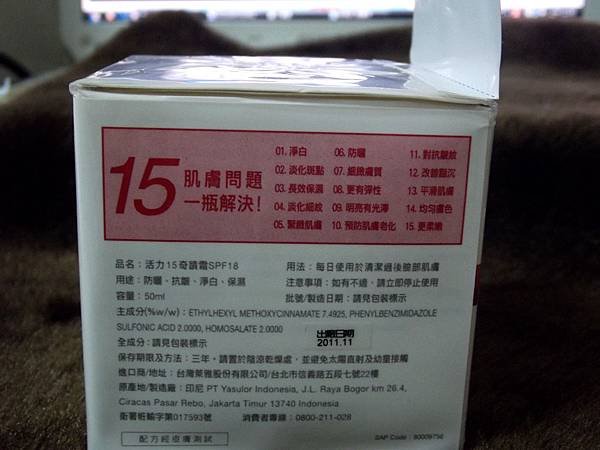 15 肌膚問題
一瓶解決!
01. 淨白
02. 淡化斑點
03. 長效保濕
04. 淡化細紋
05. 緊緻肌膚
06. 防曬
07. 細緻膚質
08. 更有彈性
09. 明亮有光澤
10. 預防肌膚老化
11. 對抗皺紋
12. 改善黯沉
13. 平滑肌膚
14. 均勻膚色
15. 更柔嫩
品名：活力15奇蹟霜SPF18
用途：防曬、抗皺、淨白、保濕
容量：50ml
用法：每日使用於清潔過後臉部肌膚
注意事項：如有不適，請立即停止使用
批號/製造日期：請見包裝標示
主成分(%w/w)：ETHYLHEXYL METHOXYCINNAMATE 7.4925, PHENYLBENZIMIDAZOLE
SULFONIC ACID 2.0000, HOMOSALATE 2.0000
全成分：請見包裝標示
出廠日期
2011.11
保存期限及方法：三年。請置於陰涼乾燥處，並避免太陽直射及幼童接觸
進口商/地址：台灣萊雅股份有限公司/台北市信義路五段七號22樓
原產地/製造廠：印尼 PT Yasulor Indonesia, J.L. Raya Bogor km 26.4,
Ciracas Pasar Rebo, Jakarta Timur 13740 Indonesia
衛署粧輸字第017593號 消費者專線：0800-211-028
配方經皮膚測試
SAP Code : 80009756